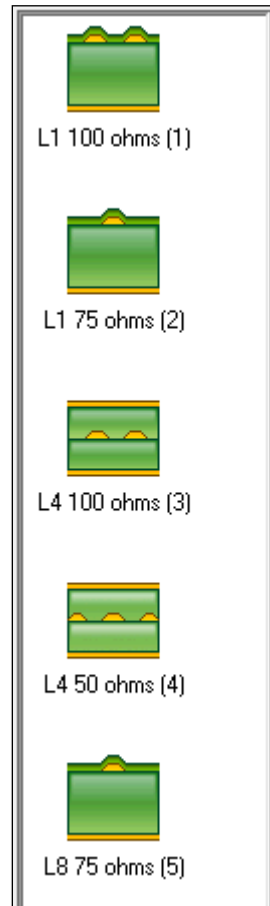 L1 100 ohms (1)
L1 75 ohms (2)
L4 100 ohms (3)
L4 50 ohms (4)
L8 75 ohms (5)